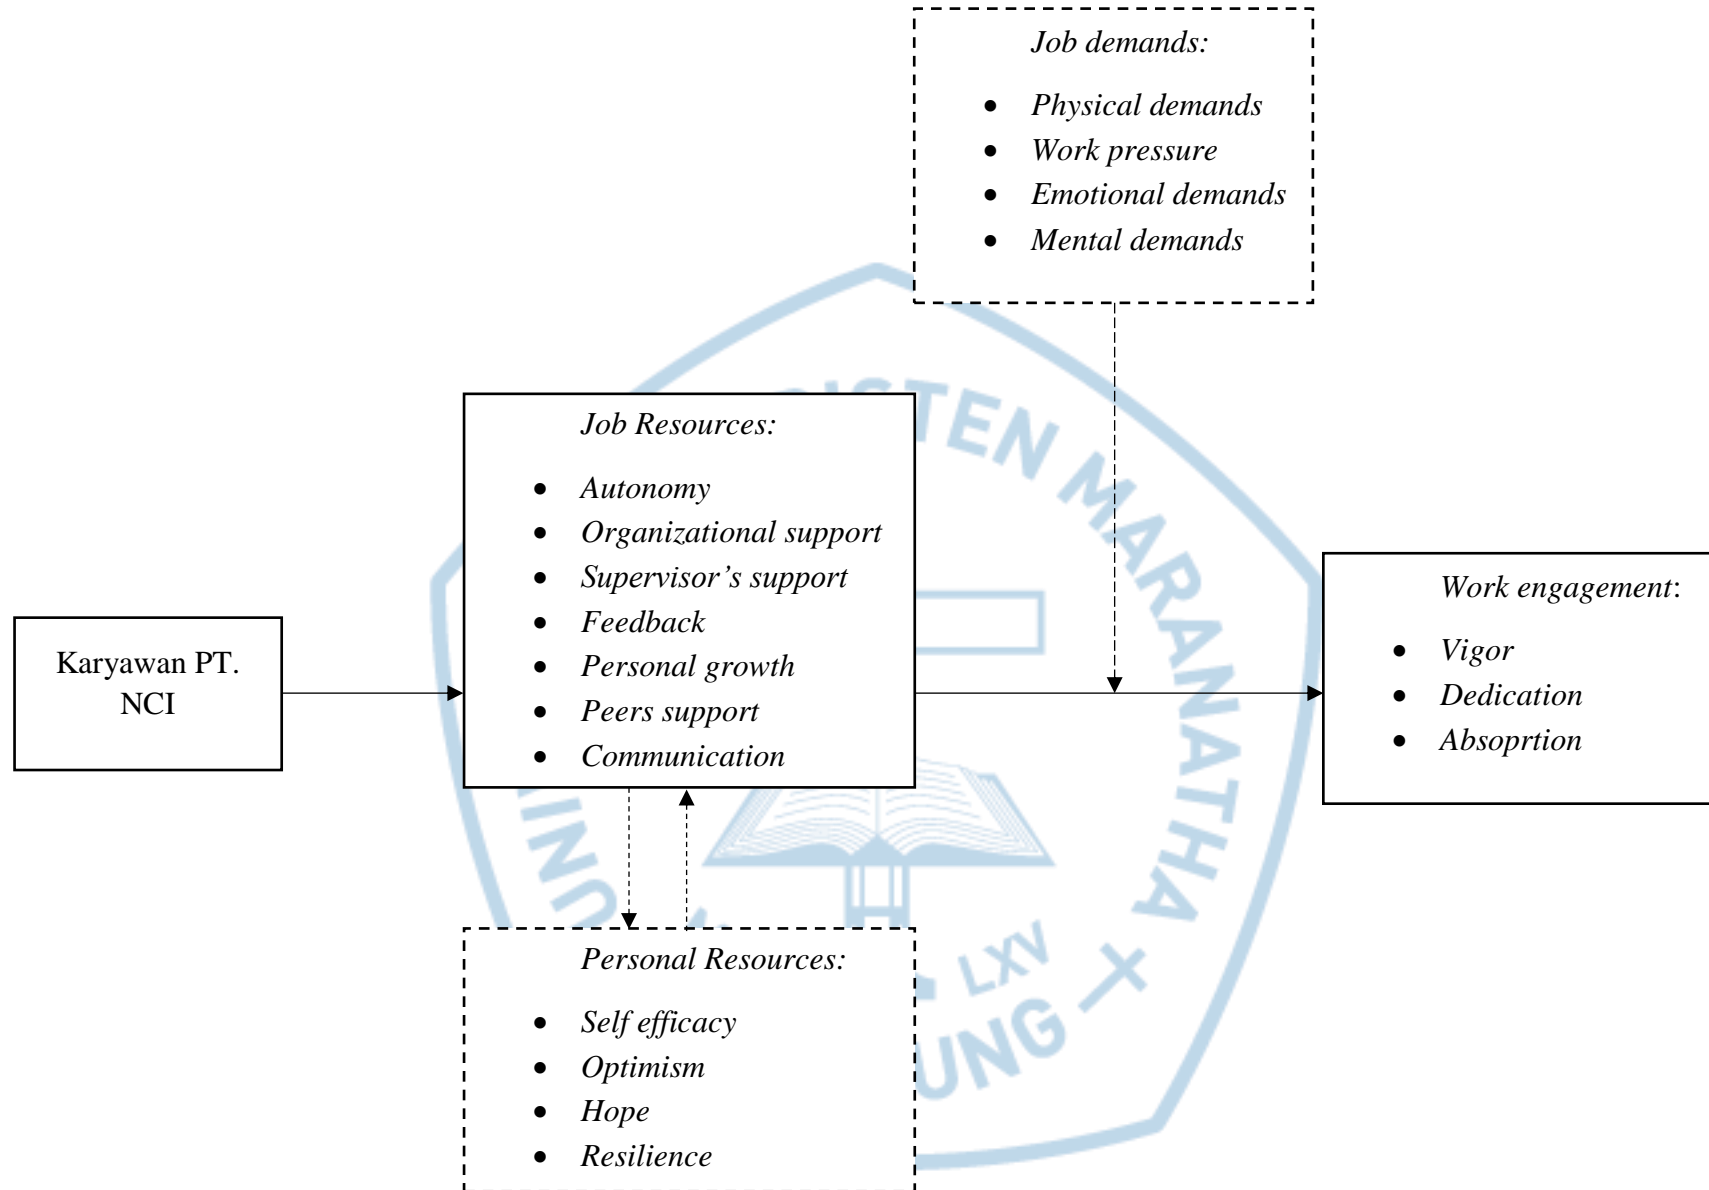 Job demands:
• Physical demands
• Work pressure
• Emotional demands
• Mental demands
Job Resources:
• Autonomy
• Organizational support
• Supervisor’s support
• Feedback
• Personal growth
• Peers support
• Communication
Karyawan PT.
NCI
Work engagement:
• Vigor
• Dedication
• Absoprtion
Personal Resources:
• Self efficacy
• Optimism
• Hope
• Resilience
MARANATHA
LXV